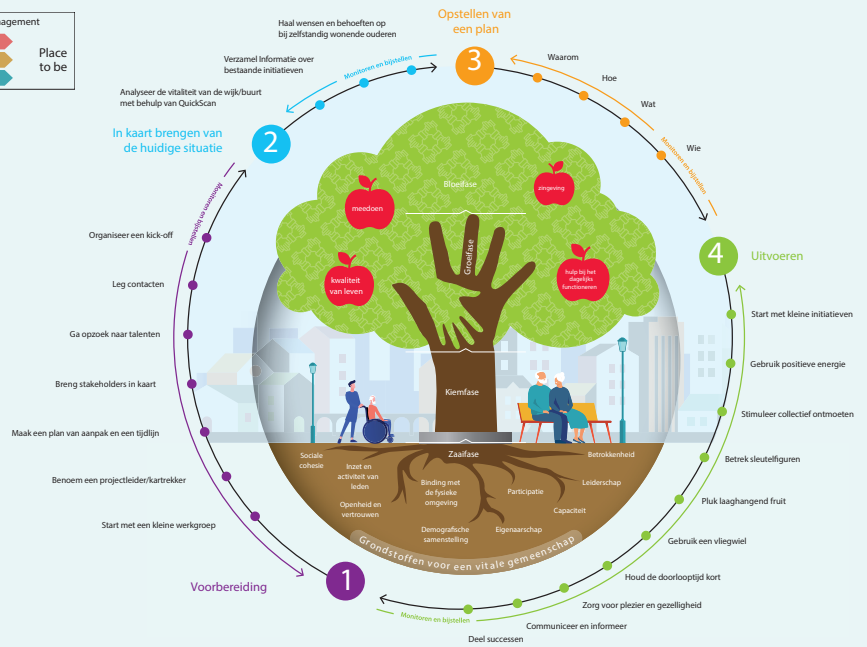 Place
to be
Opstellen van
een plan
3
Haal wensen en behoeften op
bij zelfstandig wonende ouderen
Verzamel Informatie over
bestaande initiatieven
Analyseer de vitaliteit van de wijk/buurt
met behulp van QuickScan
Monitoren en bijstellen
In kaart brengen van
de huidige situatie
2
Waarom
Hoe
Wat
Wie
Monitoren en bijstellen
4
Uitvoeren
Start met kleine initiatieven
Gebruik positieve energie
Stimuleer collectief ontmoeten
Betrek sleutelfiguren
Pluk laaghangend fruit
Gebruik een vliegwiel
Houd de doorlooptijd kort
Zorg voor plezier en gezelligheid
Communiceer en informeer
Deel successen
Monitoren en bijstellen
Monitoren en bijstellen
Organiseer een kick-off
Leg contacten
Ga opzoek naar talenten
Breng stakeholders in kaart
Maak een plan van aanpak en een tijdlijn
Benoem een projectleider/kartrekker
Start met een kleine werkgroep
Voorbereiding
1
Bloeifase
meedoen
zingeving
Groeifase
kwaliteit
van leven
hulp bij het
dagelijks
functioneren
Kiemfase
Zaaifase
Sociale
cohesie
Inzet en
activiteit van
leden
Openheid en
vertrouwen
Binding met
de fysieke
omgeving
Demografische
samenstelling
Participatie
Eigenaarschap
Betrokkenheid
Leiderschap
Capaciteit
Grondstoffen voor een vitale gemeenschap